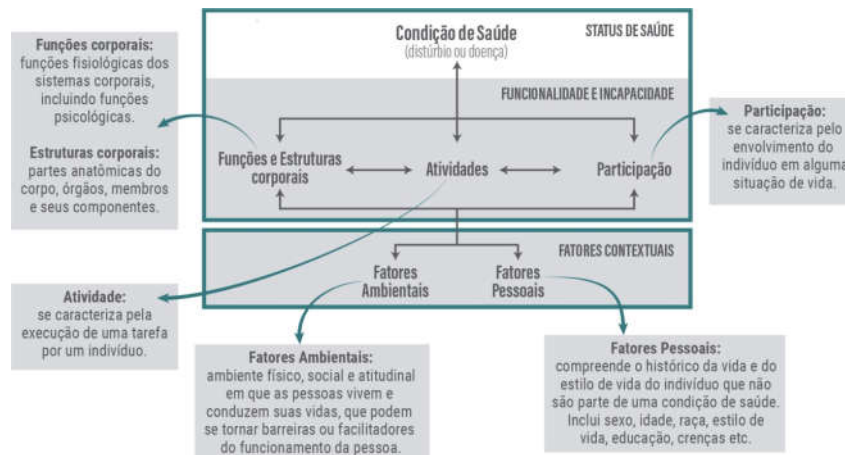 Condição de Saúde
(distúrbio ou doença)
STATUS DE SAÚDE
FUNCIONALIDADE E INCAPACIDADE
Funções e Estruturas
corporais
Atividades
Participação
FATORES CONTEXTUAIS
Fatores
Ambientais
Fatores
Pessoais
Funções corporais:
funções fisiológicas dos
sistemas corporais,
incluindo funções
psicológicas.
Estruturas corporais:
partes anatômicas do
corpo, órgãos, membros
e seus componentes.
Participação:
se caracteriza pelo
envolvimento do
indivíduo em alguma
situação de vida.
Atividade:
se caracteriza pela
execução de uma tarefa
por um indivíduo.
Fatores Ambientais:
ambiente físico, social e atitudinal
em que as pessoas vivem e
conduzem suas vidas, que podem
se tornar barreiras ou facilitadores
do funcionamento da pessoa.
Fatores Pessoais:
compreende o histórico da vida e do
estilo de vida do indivíduo que não
são parte de uma condição de saúde.
Inclui sexo, idade, raça, estilo de
vida, educação, crenças etc.